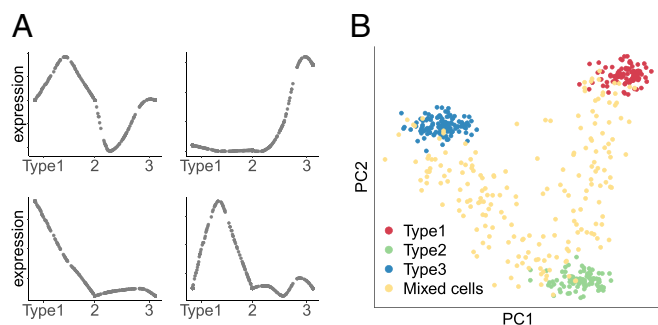 A
B
expression
Type1 2 3
Type1 2 3
expression
Type1 2 3
Type1 2 3
PC2
Type1
Type2
Type3
Mixed cells
PC1